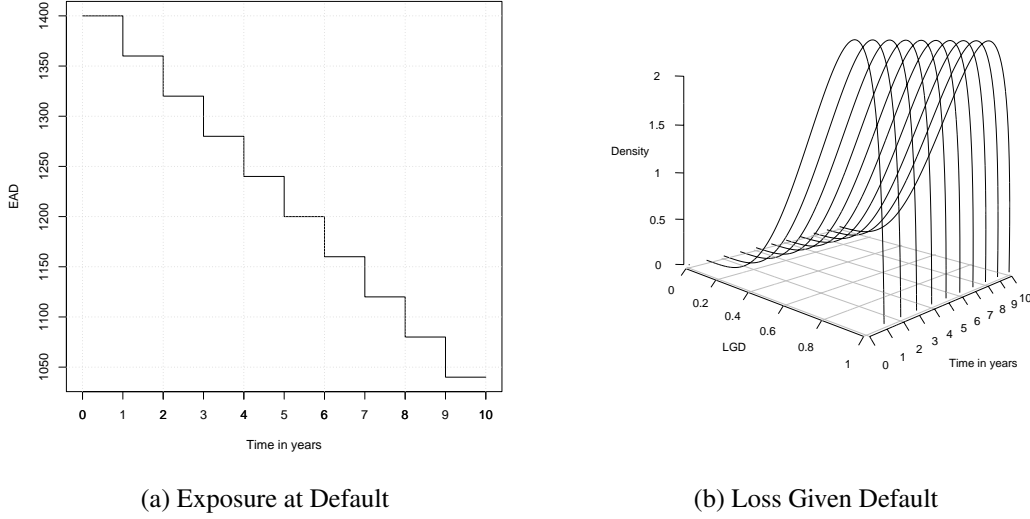 1400
1350
1300
1250
1200
1150
1100
1050
EAD
0 1 2 3 4 5 6 7 8 9 10
Time in years
(a) Exposure at Default
2
1.5
1
0.5
0
Density
0
0.2
0.4
0.6
0.8
1
LGD
0 1 2 3 4 5 6 7 8 9 10
Time in years
(b) Loss Given Default